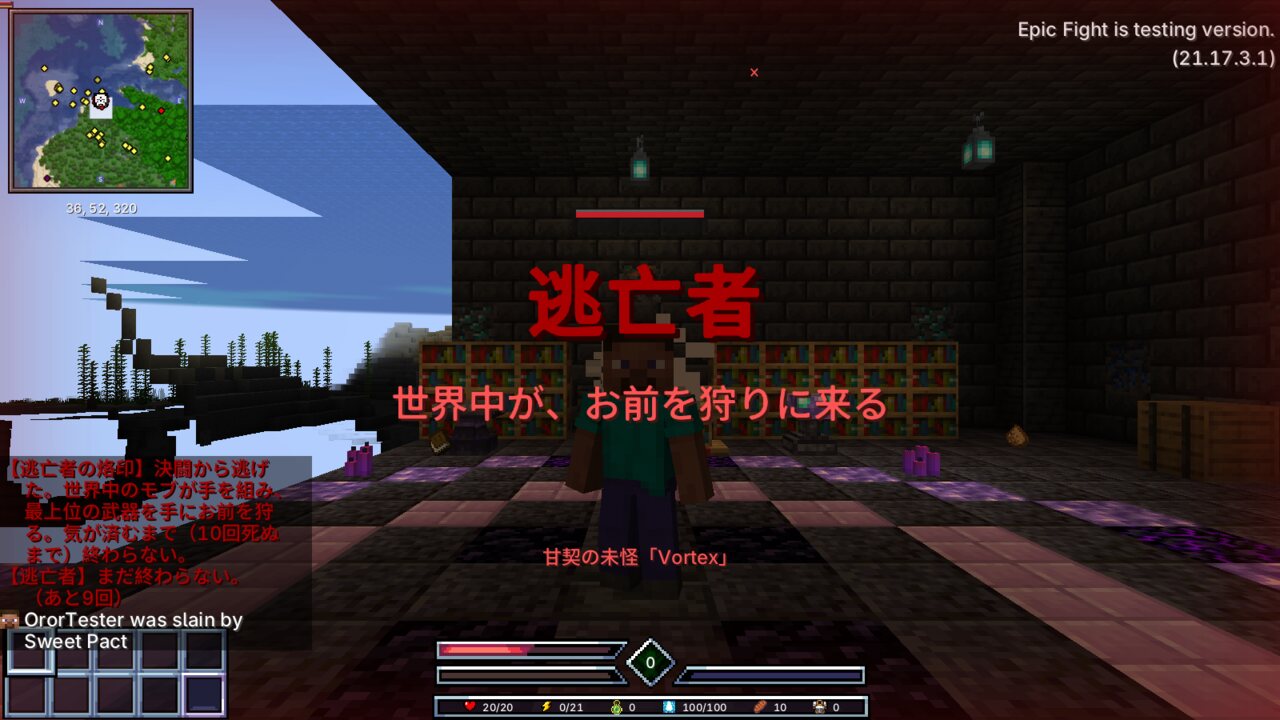 N
Epic Fight is testing version.
(21.17.3.1)
W
E
S
36, 52, 320
逃亡者
世界中が、お前を狩りに来る
【逃亡者の烙印】決闘から逃げ
た。世界中のモブが手を組み、
最上位の武器を手にお前を狩
る。気が済むまで（10回死ぬ
まで）終わらない。
【逃亡者】まだ終わらない。
（あと9回）
甘契の未怪「Vortex」
OrorTester was slain by
Sweet Pact
0
20/20 0/21 0 100/100 10 0